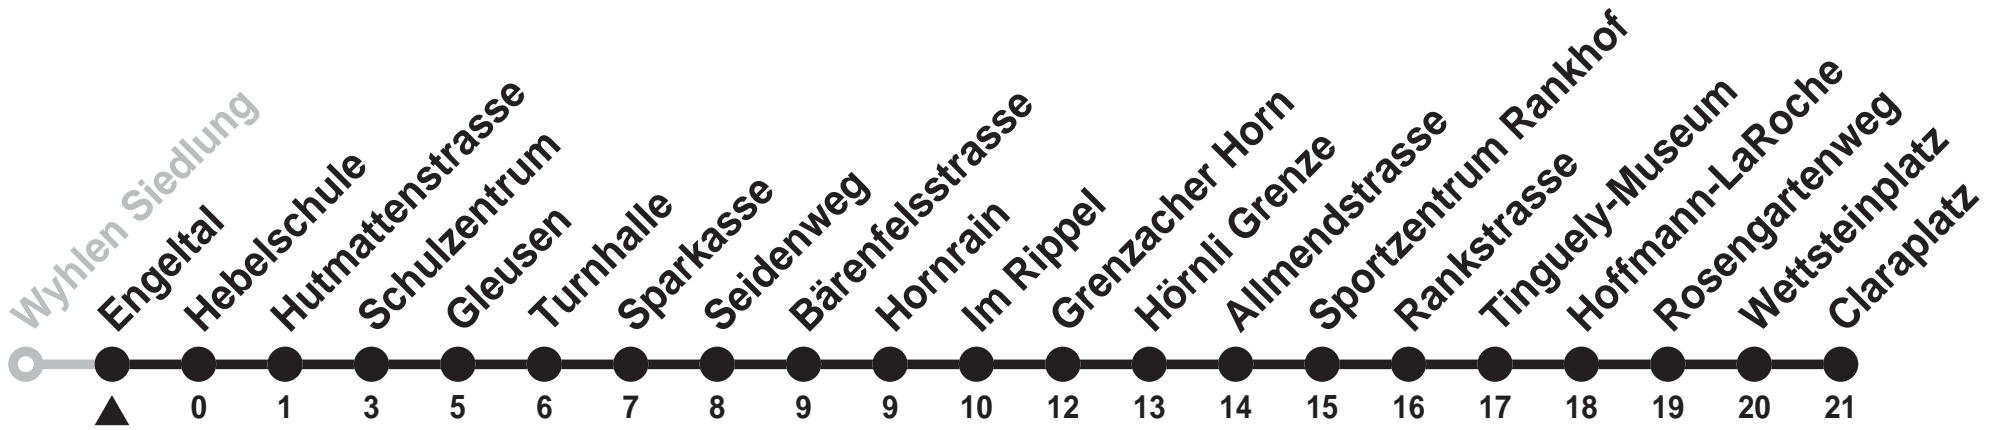 Wyhlen Siedlung
Engeltal
Hebelschule
Hutmattenstrasse
Schulzentrum
Gleusen
Turnhalle
Sparkasse
Seidenweg
Bärenfelsstrasse
Hornrain
Im Rippel
Grenzacher Horn
Hörnli Grenze
Allmendstrasse
Sportzentrum Rankhof
Rankstrasse
Tinguely-Museum
Hoffmann-LaRoche
Rosengartenweg
Wettsteinplatz
Claraplatz
0 1 3 5 6 7 8 9 9 10 12 13 14 15 16 17 18 19 20 21